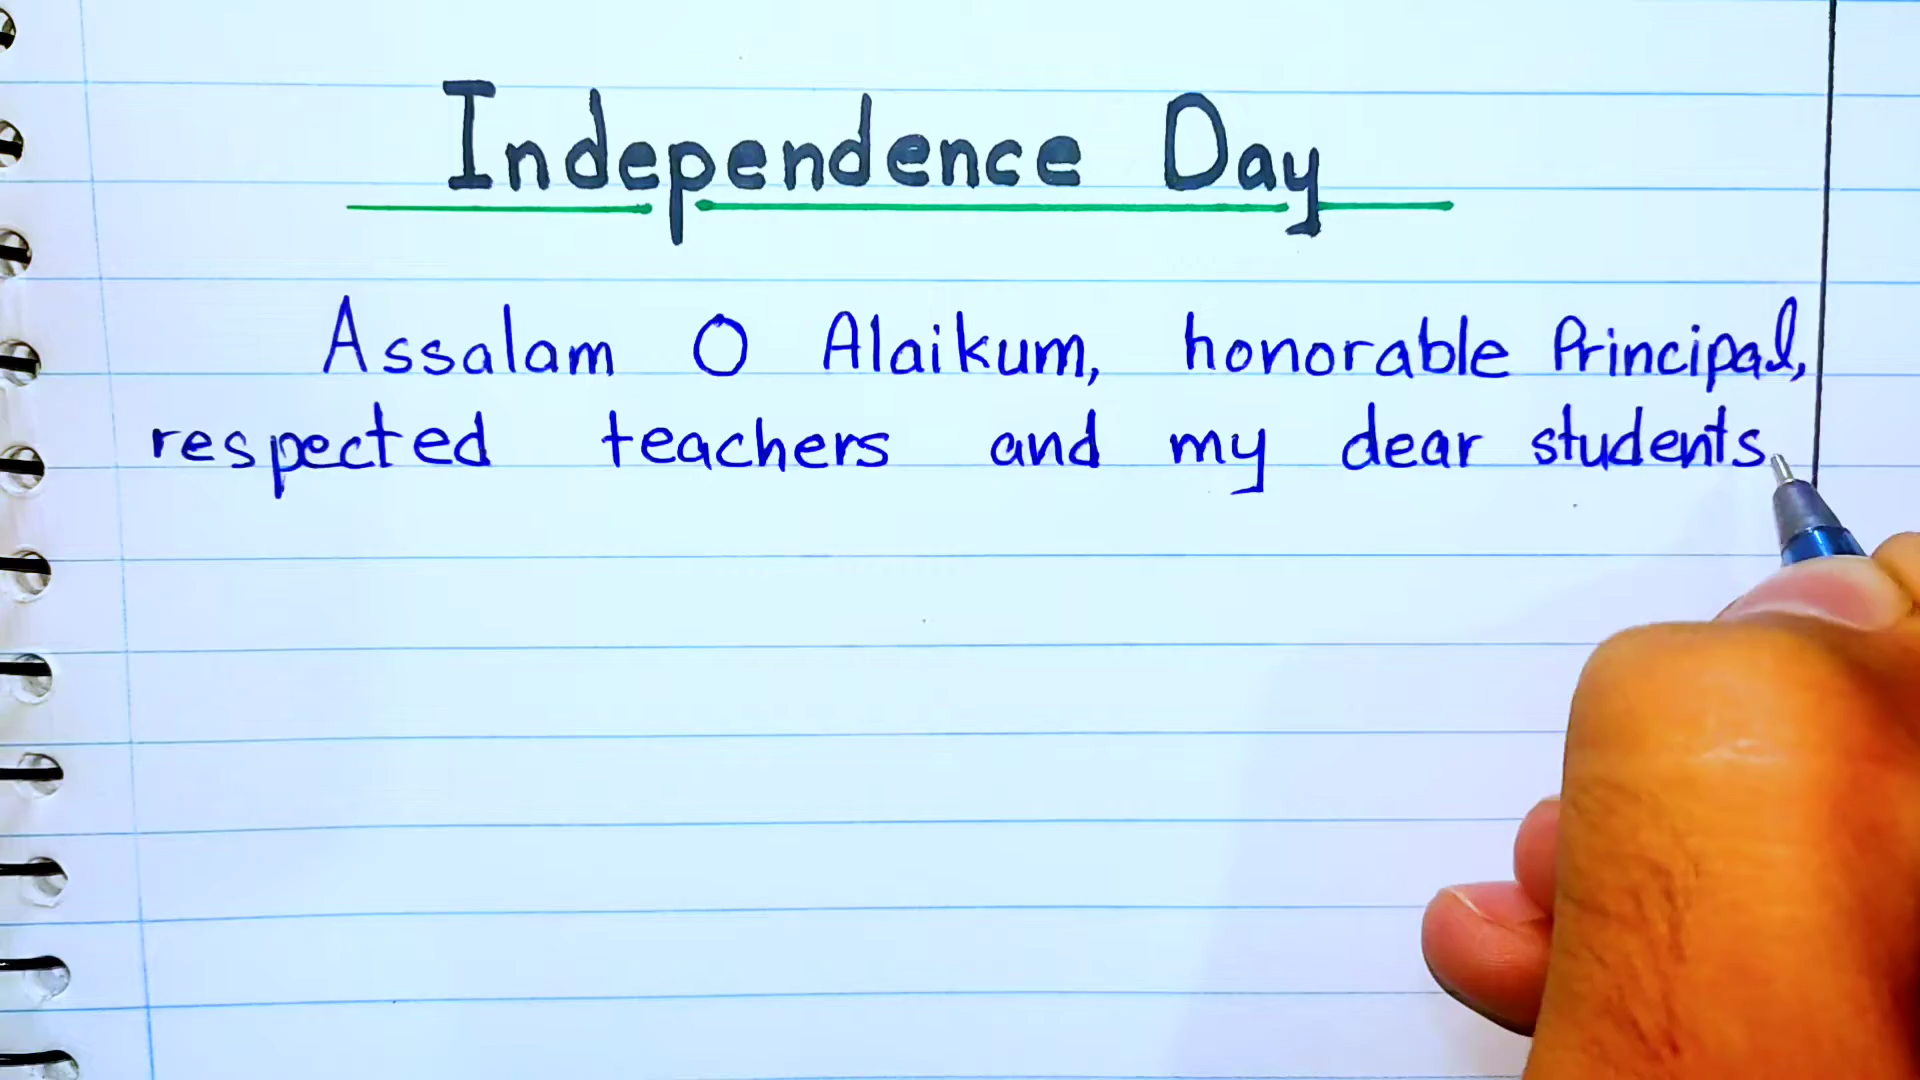 Independence Day
Assalam O Alaikum, honorable Principal,
respected teachers and my dear students.